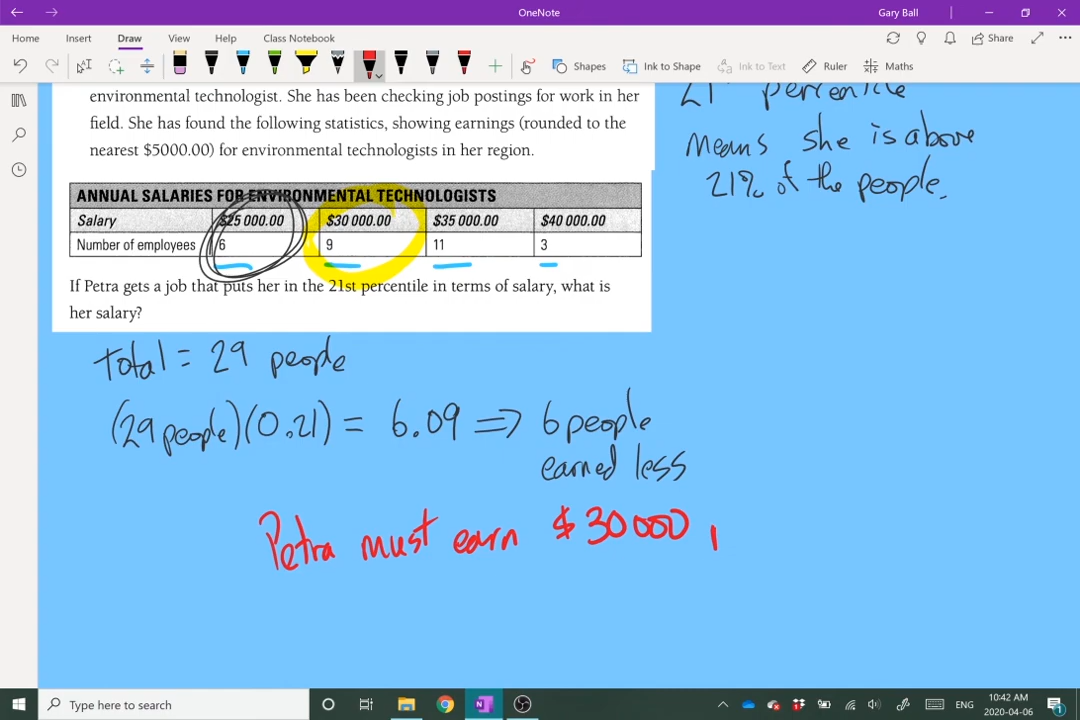 OneNote
Gary Ball
Home Insert Draw View Help Class Notebook
Share
Shapes Ink to Shape Ink to Text Ruler Maths
environmental technologist. She has been checking job postings for work in her
field. She has found the following statistics, showing earnings (rounded to the
nearest $5000.00) for environmental technologists in her region.
ANNUAL SALARIES FOR ENVIRONMENTAL TECHNOLOGISTS
Salary $25 000.00 $30 000.00 $35 000.00 $40 000.00
Number of employees 6 9 11 3
If Petra gets a job that puts her in the 21st percentile in terms of salary, what is
her salary?
21st percentile
means she is above
21% of the people.
total = 29 people
(29 people)(0.21) = 6.09 => 6 people
earned less
Petra must earn $30000
Type here to search
ENG
10:42 AM
2020-04-06
1